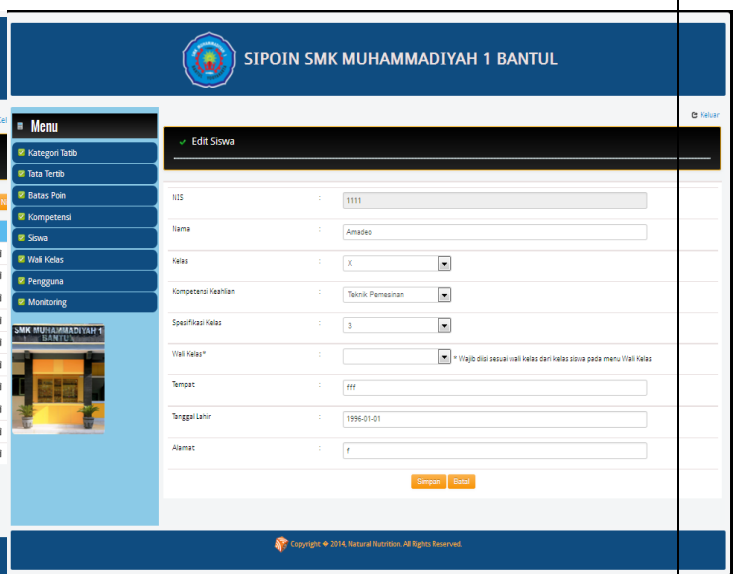 SIPOIN SMK MUHAMMADIYAH 1 BANTUL
Keluar
Menu
Kategori Tatib
Tata Tertib
Batas Poin
Kompetensi
Siswa
Wali Kelas
Pengguna
Monitoring
SMK MUHAMMADIYAH 1
BANTUL
Edit Siswa
NIS : 1111
Nama : Amadeo
Kelas : X
Kompetensi Keahlian : Teknik Pemesinan
Spesifikasi Kelas : 3
Wali Kelas* : * Wajib diisi sesuai wali kelas dari kelas siswa pada menu Wali Kelas
Tempat : fff
Tanggal Lahir : 1996-01-01
Alamat : f
Simpan Batal
Copyright � 2014, Natural Nutrition. All Rights Reserved.